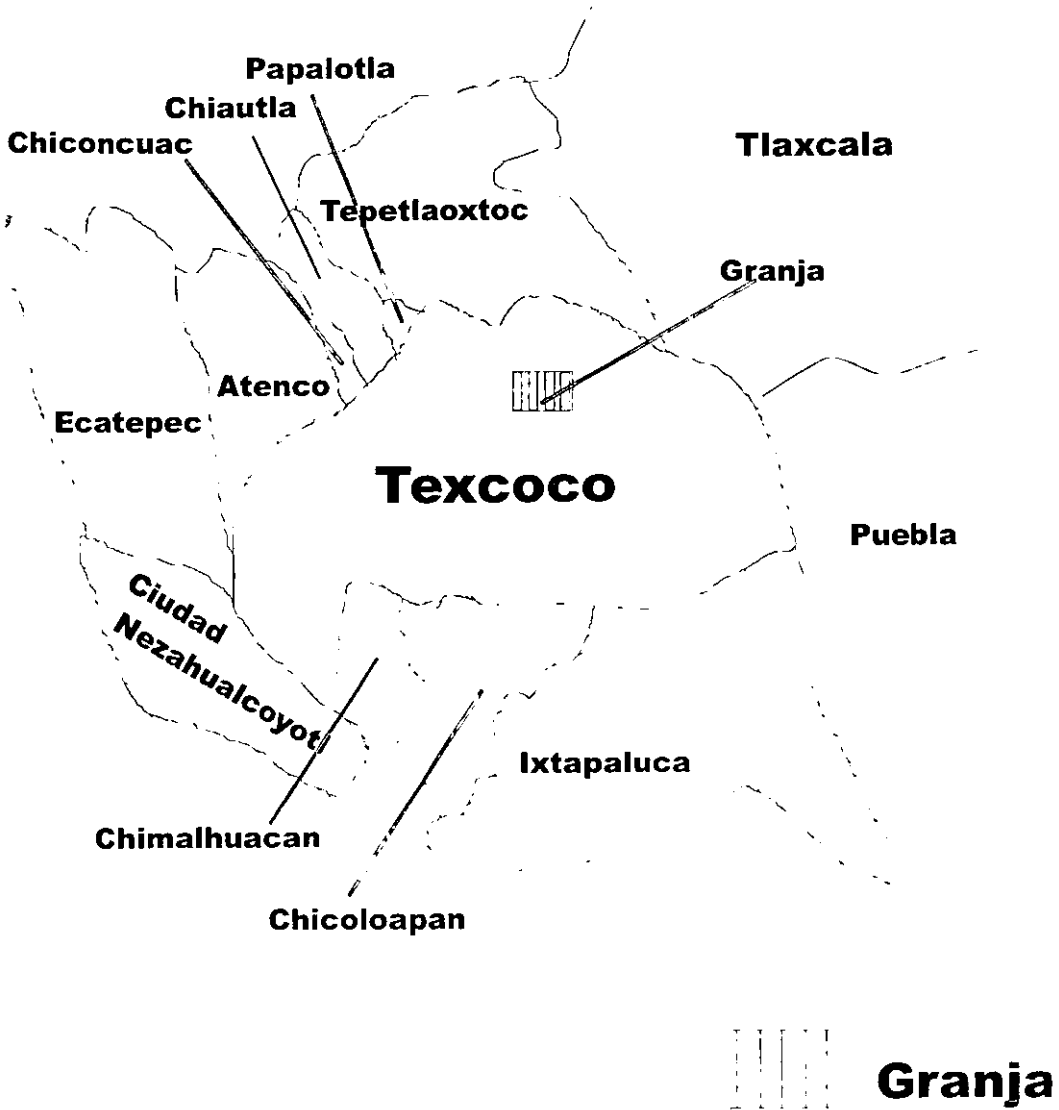 Papalotla
Chiautla
Chiconcuac
Tlaxcala
Tepetlaoxtoc
Granja
Atenco
Ecatepec
Texcoco
Puebla
Ciudad
Nezahualcoyotl
Ixtapaluca
Chimalhuacan
Chicoloapan
Granja